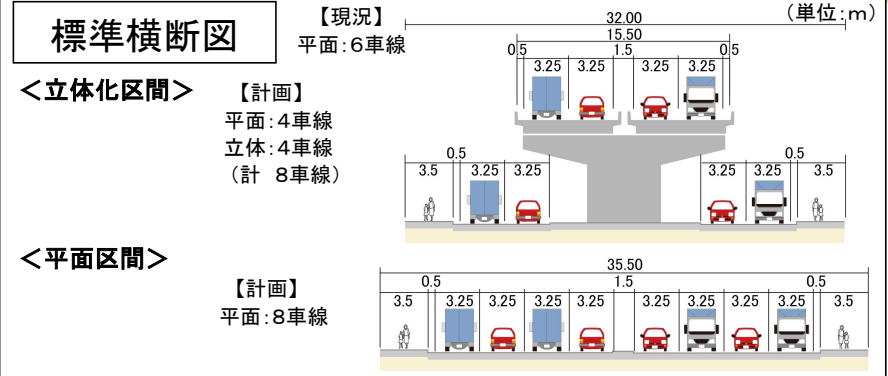 標準横断図
【現況】
平面:6車線
(単位:m)
<立体化区間>
【計画】
平面:4車線
立体:4車線
(計 8車線)
32.00
15.50
0.5 1.5 0.5
3.25 3.25 3.25 3.25
0.5 0.5
3.5 3.25 3.25 3.25 3.25 3.5
<平面区間>
【計画】
平面:8車線
35.50
0.5 1.5 0.5
3.5 3.25 3.25 3.25 3.25 3.25 3.25 3.25 3.25 3.5